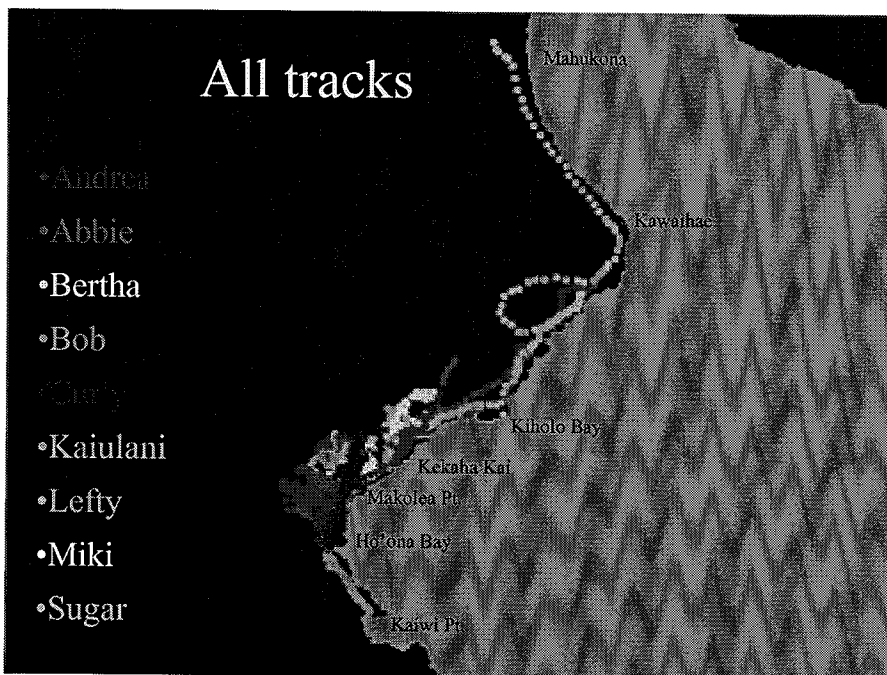 All tracks
•Andrea
•Abbie
•Bertha
•Bob
•Curly
•Kaiulani
•Lefty
•Miki
•Sugar
Mahukona
Kawaihae
Kiholo Bay
Kekaha Kai
Makolea Pt.
Ho'ona Bay
Kaiwi Pt.